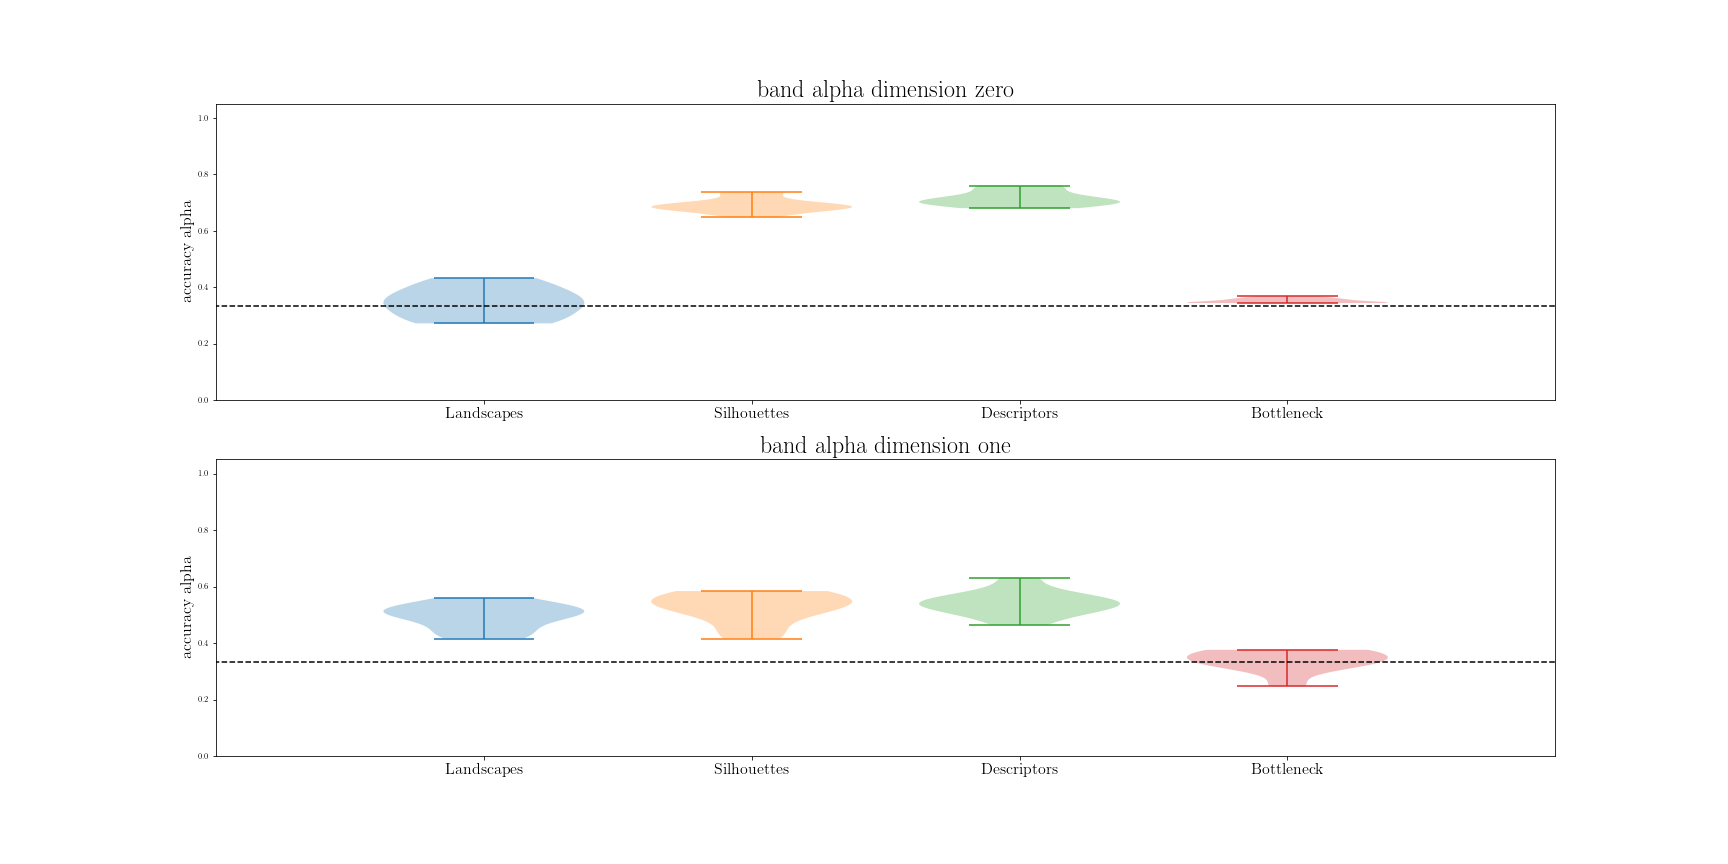 band alpha dimension zero
accuracy alpha
1.0
0.8
0.6
0.4
0.2
0.0
Landscapes Silhouettes Descriptors Bottleneck
band alpha dimension one
accuracy alpha
1.0
0.8
0.6
0.4
0.2
0.0
Landscapes Silhouettes Descriptors Bottleneck